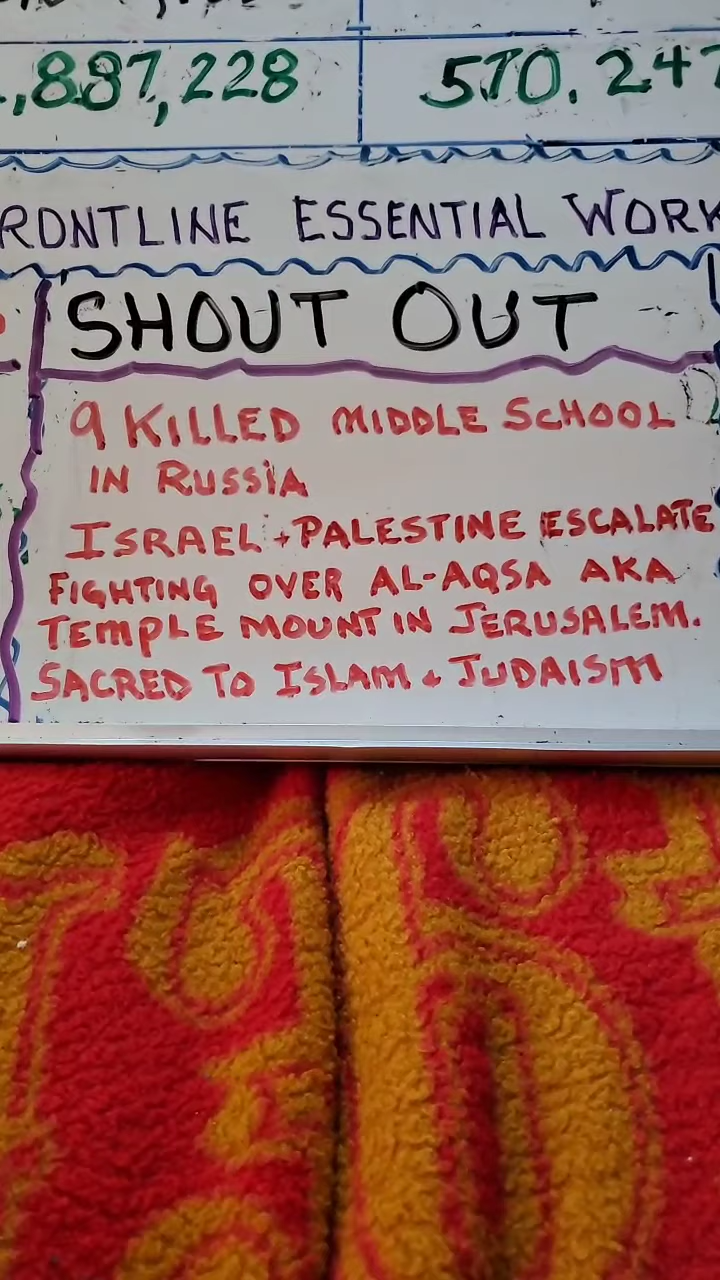 ,887,228 570.247
RONTLINE ESSENTIAL WORK
SHOUT OUT
9 KILLED MIDDLE SCHOOL
IN RUSSIA
ISRAEL + PALESTINE ESCALATE
FIGHTING OVER AL-AQSA AKA
TEMPLE MOUNT IN JERUSALEM.
SACRED TO ISLAM & JUDAISM